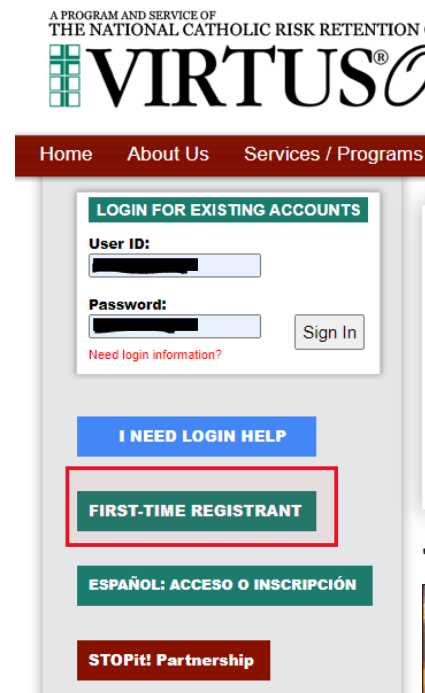 A PROGRAM AND SERVICE OF
THE NATIONAL CATHOLIC RISK RETENTION
VIRTUS®
Home About Us Services / Programs
LOGIN FOR EXISTING ACCOUNTS
User ID:
Password:
Sign In
Need login information?
I NEED LOGIN HELP
FIRST-TIME REGISTRANT
ESPAÑOL: ACCESO O INSCRIPCIÓN
STOPit! Partnership